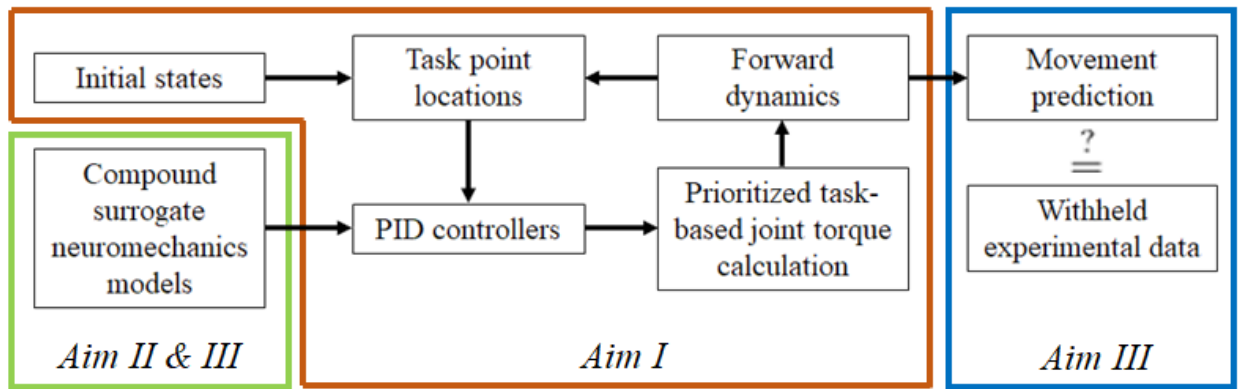 Initial states
Task point
locations
Forward
dynamics
Movement
prediction
?
=
Compound
surrogate
neuromechanics
models
PID controllers
Prioritized task-
based joint torque
calculation
Withheld
experimental data
Aim II & III
Aim I
Aim III